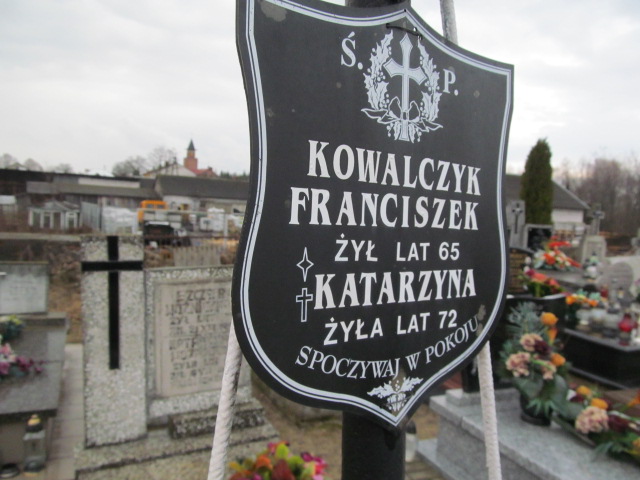 Ś. P.
KOWALCZYK
FRANCISZEK
ŻYŁ LAT 65
KATARZYNA
ŻYŁA LAT 72
SPOCZYWAJ W POKOJU